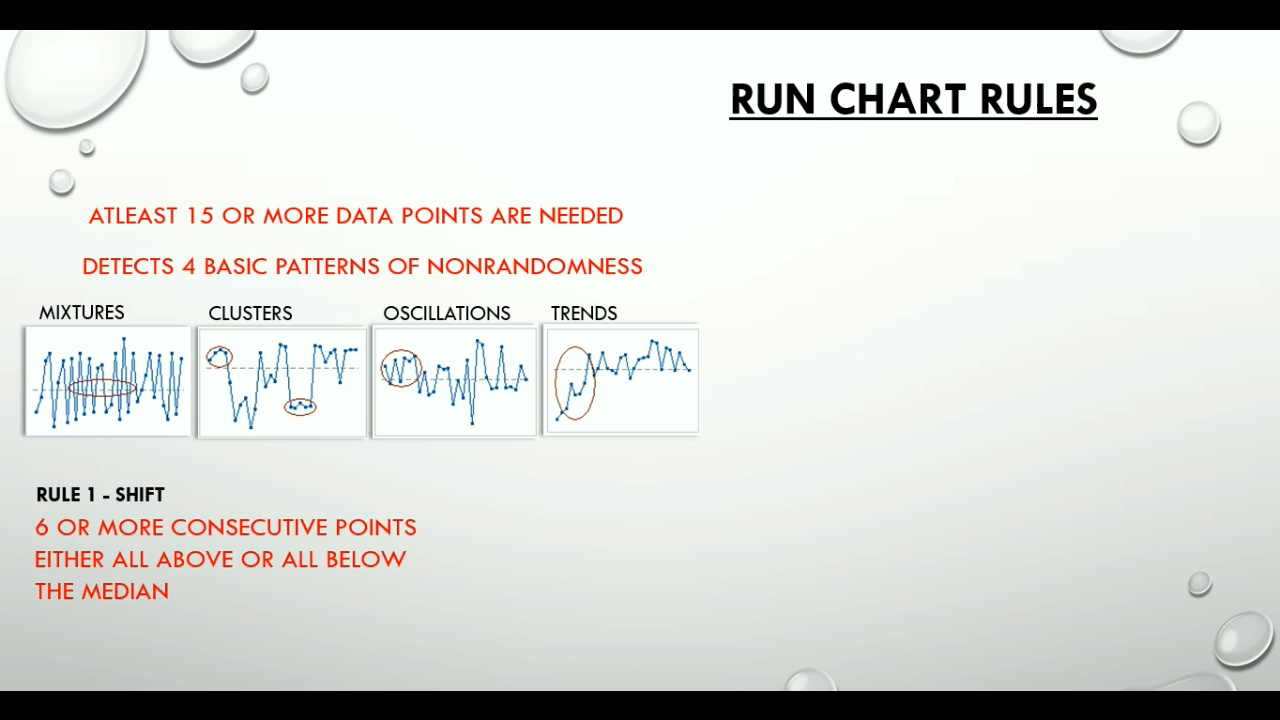 RUN CHART RULES
ATLEAST 15 OR MORE DATA POINTS ARE NEEDED
DETECTS 4 BASIC PATTERNS OF NONRANDOMNESS
MIXTURES
CLUSTERS
OSCILLATIONS
TRENDS
RULE 1 - SHIFT
6 OR MORE CONSECUTIVE POINTS
EITHER ALL ABOVE OR ALL BELOW
THE MEDIAN